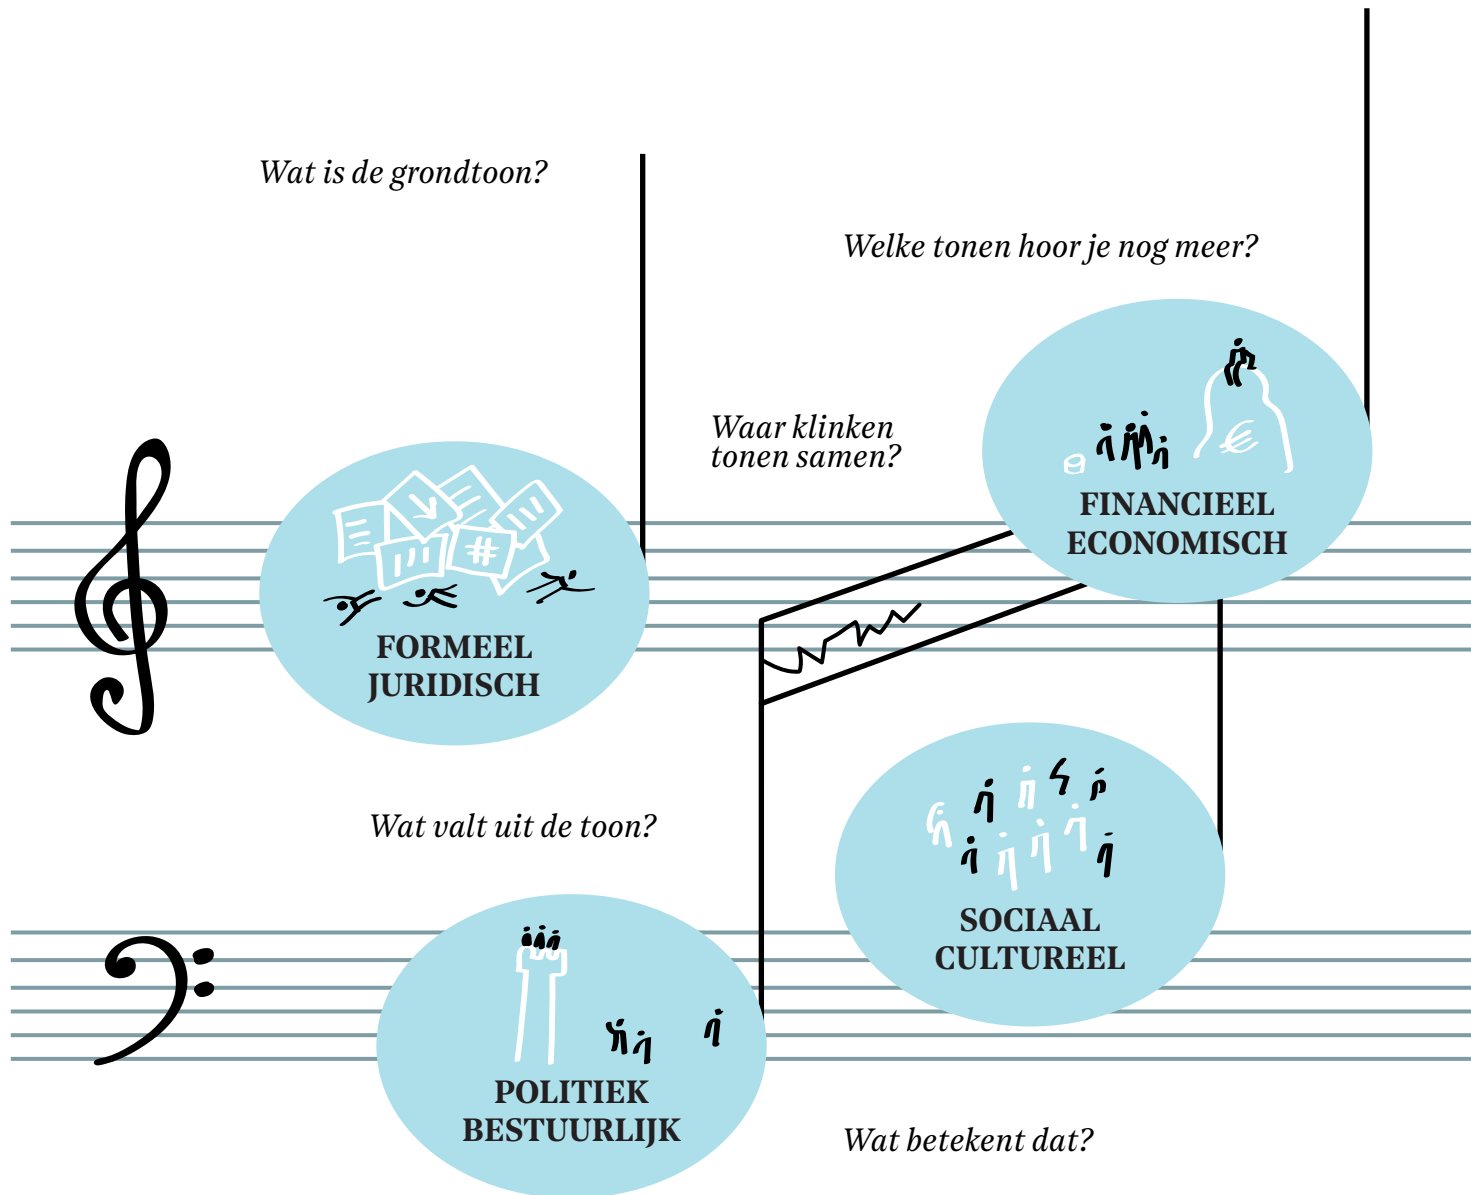 Wat is de grondtoon?
Welke tonen hoor je nog meer?
Waar klinken
tonen samen?
€
FINANCIEEL
ECONOMISCH
#
FORMEEL
JURIDISCH
Wat valt uit de toon?
SOCIAAL
CULTUREEL
POLITIEK
BESTUURLIJK
Wat betekent dat?